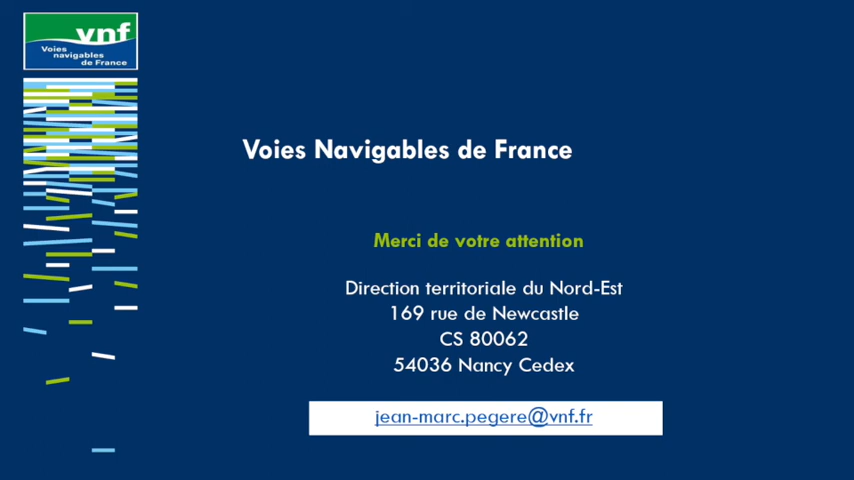 vnf
Voies
navigables
de France
Voies Navigables de France
Merci de votre attention
Direction territoriale du Nord-Est
169 rue de Newcastle
CS 80062
54036 Nancy Cedex
jean-marc.pegere@vnf.fr